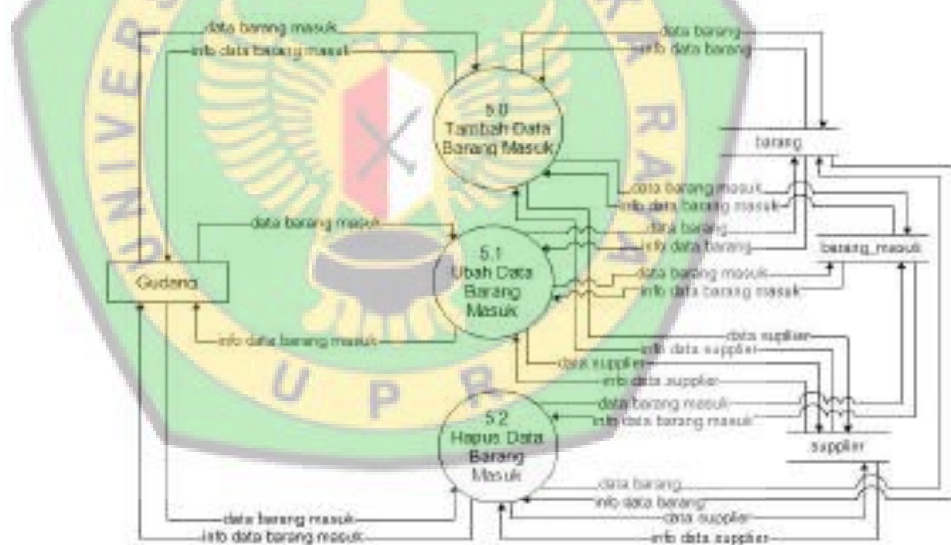 data barang masuk
info data barang masuk
data barang
info data barang
5.0
Tambah Data
Barang Masuk
barang
data barang masuk
info data barang masuk
data barang masuk
data barang
info data barang
barang_masuk
5.1
Ubah Data
Barang
Masuk
data barang masuk
info data barang masuk
Gudang
info data barang masuk
data supplier
info data supplier
data supplier
info data supplier
data barang masuk
info data barang masuk
5.2
Hapus Data
Barang
Masuk
supplier
data barang
info data barang
data supplier
info data supplier
data barang masuk
info data barang masuk
U P R